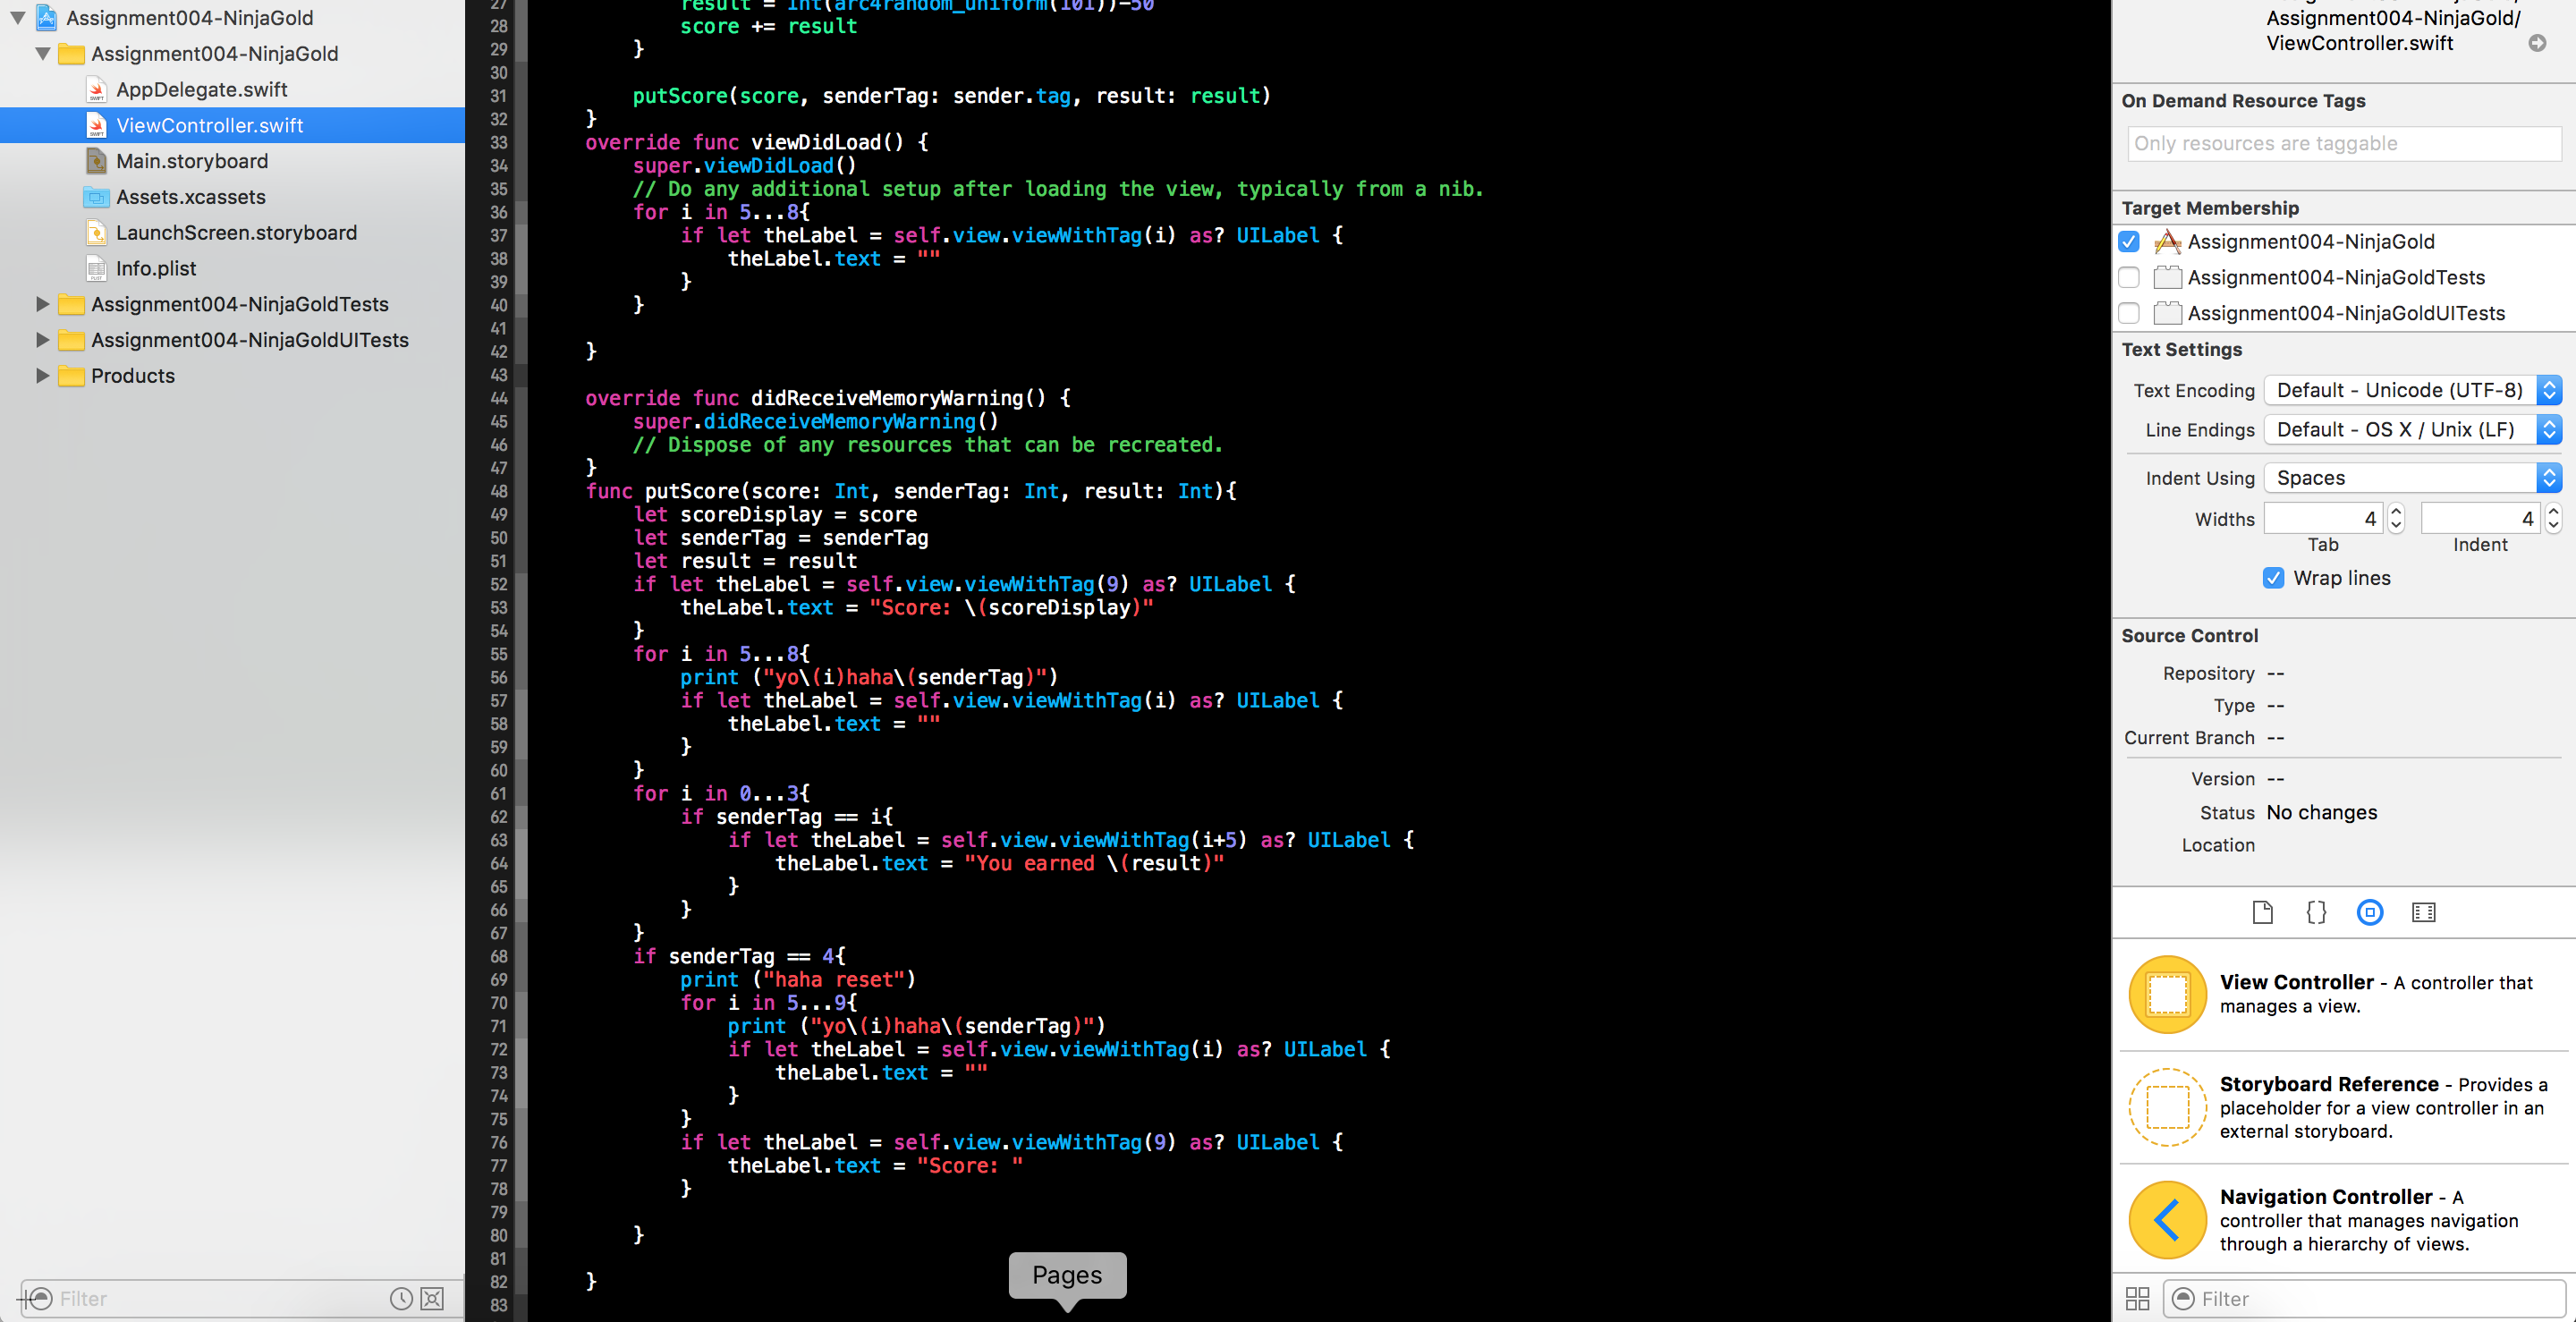 Assignment004-NinjaGold
Assignment004-NinjaGold
AppDelegate.swift
ViewController.swift
Main.storyboard
Assets.xcassets
LaunchScreen.storyboard
Info.plist
Assignment004-NinjaGoldTests
Assignment004-NinjaGoldUITests
Products
Filter
27 result = Int(arc4random_uniform(101))-50
28 score += result
29 }
30
31 putScore(score, senderTag: sender.tag, result: result)
32 }
33 override func viewDidLoad() {
34 super.viewDidLoad()
35 // Do any additional setup after loading the view, typically from a nib.
36 for i in 5...8{
37 if let theLabel = self.view.viewWithTag(i) as? UILabel {
38 theLabel.text = ""
39 }
40 }
41
42 }
43
44 override func didReceiveMemoryWarning() {
45 super.didReceiveMemoryWarning()
46 // Dispose of any resources that can be recreated.
47 }
48 func putScore(score: Int, senderTag: Int, result: Int){
49 let scoreDisplay = score
50 let senderTag = senderTag
51 let result = result
52 if let theLabel = self.view.viewWithTag(9) as? UILabel {
53 theLabel.text = "Score: \(scoreDisplay)"
54 }
55 for i in 5...8{
56 print ("yo\(i)haha\(senderTag)")
57 if let theLabel = self.view.viewWithTag(i) as? UILabel {
58 theLabel.text = ""
59 }
60 }
61 for i in 0...3{
62 if senderTag == i{
63 if let theLabel = self.view.viewWithTag(i+5) as? UILabel {
64 theLabel.text = "You earned \(result)"
65 }
66 }
67 }
68 if senderTag == 4{
69 print ("haha reset")
70 for i in 5...9{
71 print ("yo\(i)haha\(senderTag)")
72 if let theLabel = self.view.viewWithTag(i) as? UILabel {
73 theLabel.text = ""
74 }
75 }
76 if let theLabel = self.view.viewWithTag(9) as? UILabel {
77 theLabel.text = "Score: "
78 }
79
80 }
81
82 }
83
Pages
Assignment004-NinjaGold/
ViewController.swift
On Demand Resource Tags
Only resources are taggable
Target Membership
Assignment004-NinjaGold
Assignment004-NinjaGoldTests
Assignment004-NinjaGoldUITests
Text Settings
Text Encoding Default - Unicode (UTF-8)
Line Endings Default - OS X / Unix (LF)
Indent Using Spaces
Widths 4 4
Tab Indent
Wrap lines
Source Control
Repository --
Type --
Current Branch --
Version --
Status No changes
Location
View Controller - A controller that
manages a view.
Storyboard Reference - Provides a
placeholder for a view controller in an
external storyboard.
Navigation Controller - A
controller that manages navigation
through a hierarchy of views.
Filter